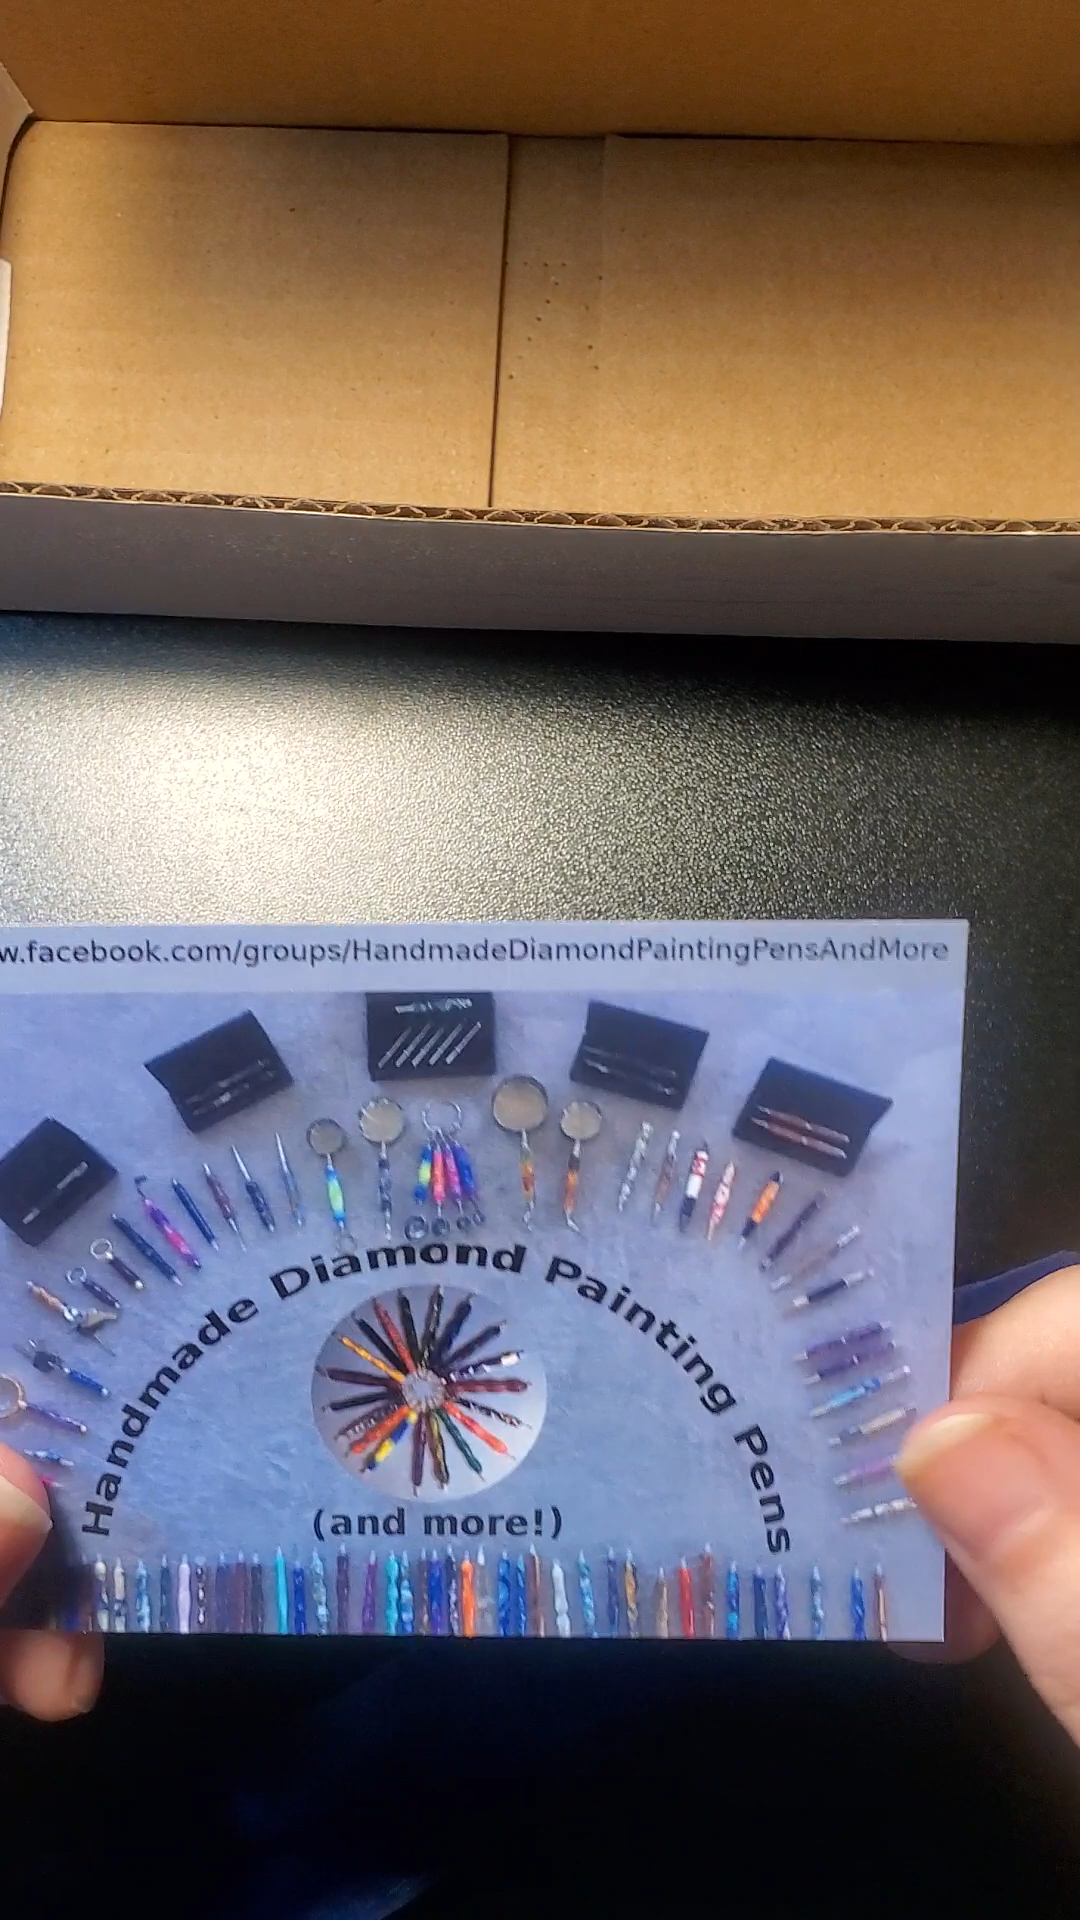 w.facebook.com/groups/HandmadeDiamondPaintingPensAndMore
Handmade Diamond Painting Pens
(and more!)